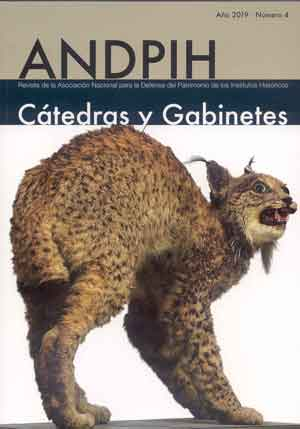 Año 2019 · Número 4
ANDPIH
Revista de la Asociación Nacional para la Defensa del Patrimonio de los Institutos Históricos
Cátedras y Gabinetes